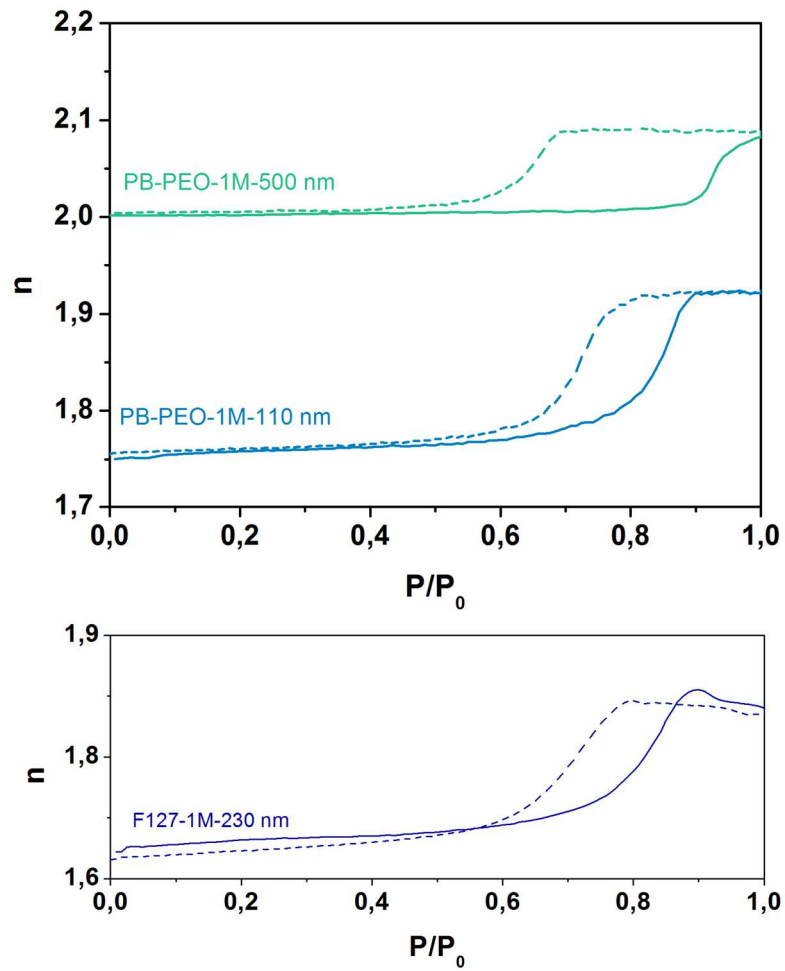 2,2
2,1
PB-PEO-1M-500 nm
2,0
n
1,9
PB-PEO-1M-110 nm
1,8
1,7
0,0 0,2 0,4 0,6 0,8 1,0
P/P0
1,9
n
1,8
F127-1M-230 nm
1,6
0,0 0,2 0,4 0,6 0,8 1,0
P/P0